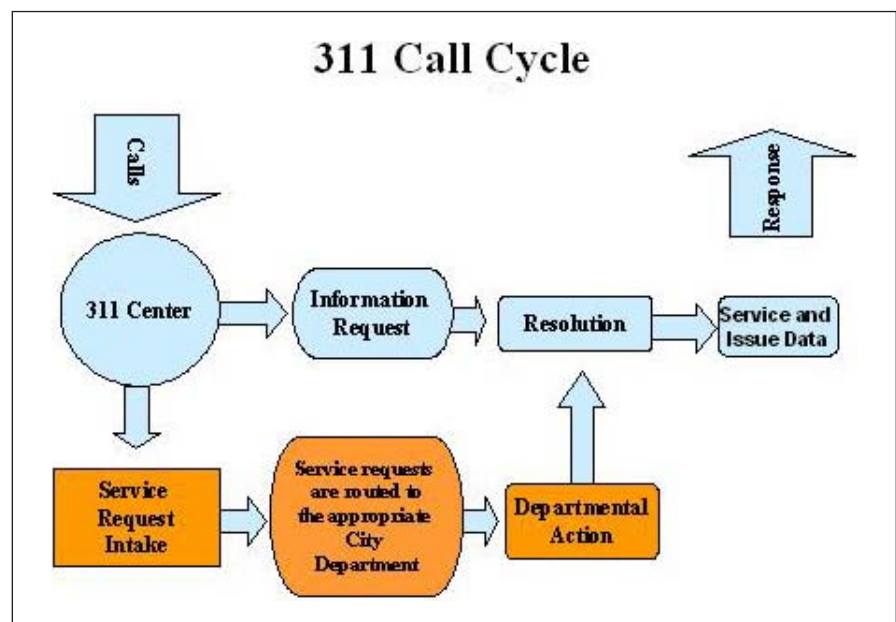 311 Call Cycle
Calls
Response
311 Center
Information
Request
Resolution
Service and
Issue Data
Service
Request
Intake
Service requests
are routed to
the appropriate
City
Department
Departmental
Action